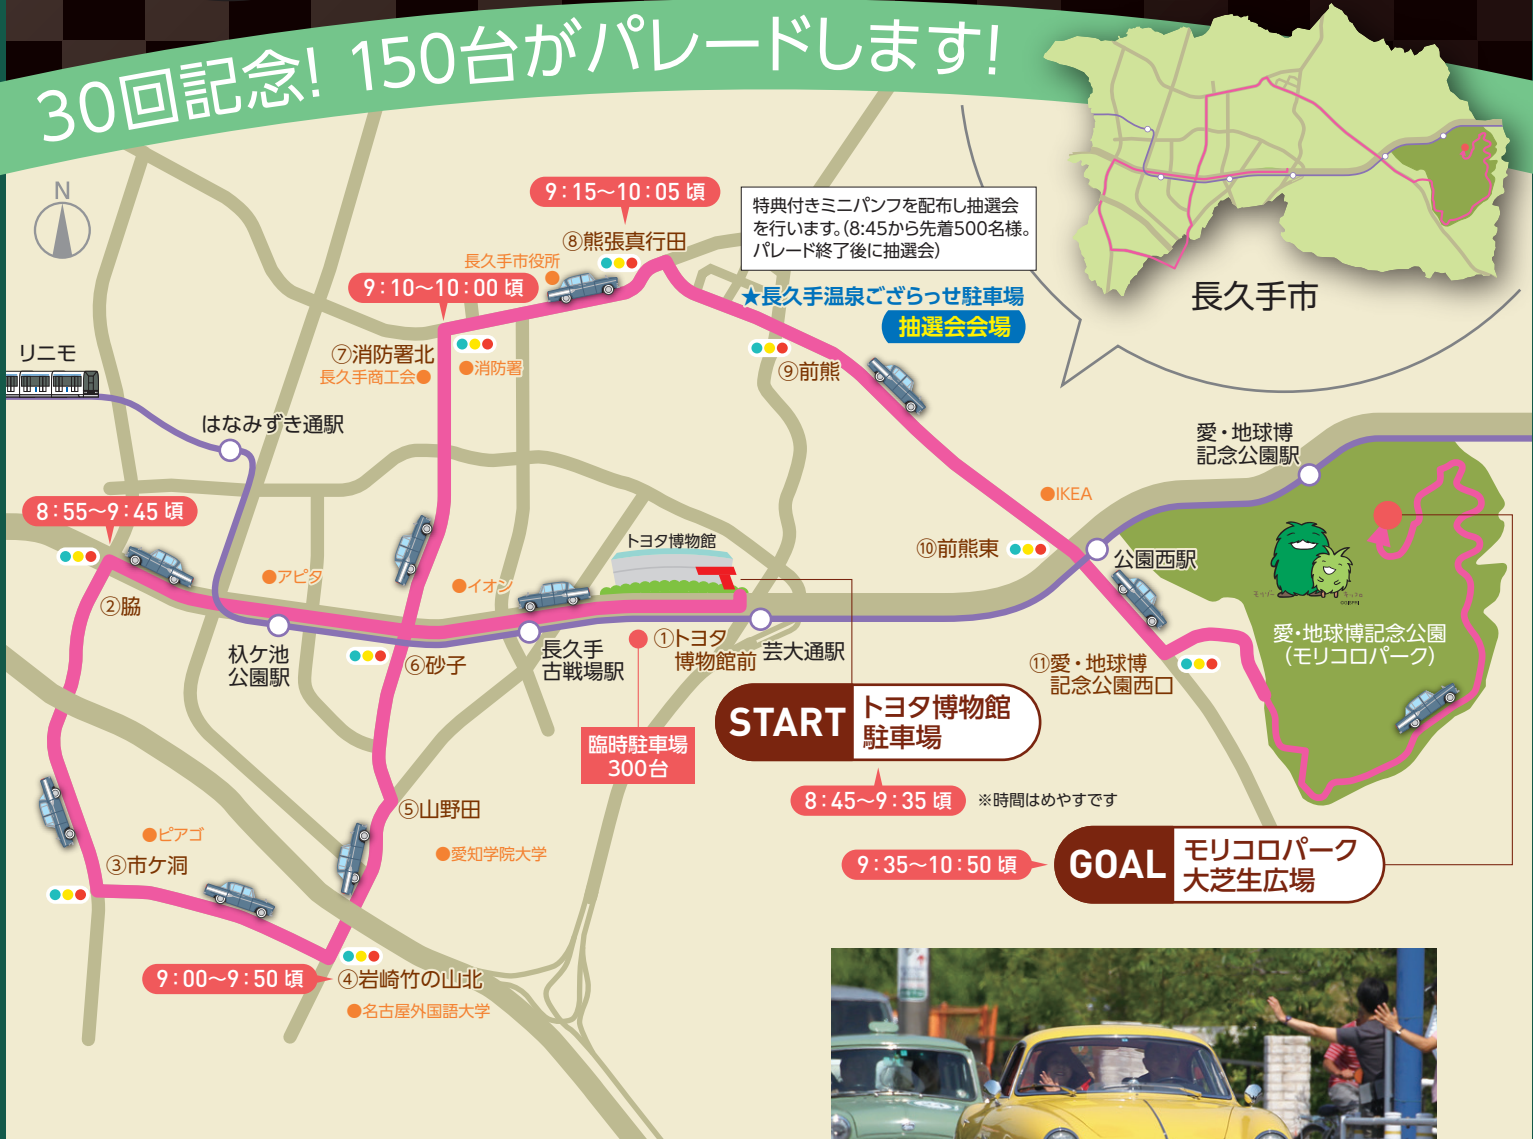 30回記念! 150台がパレードします!
N
9:15〜10:05 頃
⑧熊張真行田
長久手市役所
9:10〜10:00 頃
特典付きミニパンフを配布し抽選会
を行います。(8:45から先着500名様。
パレード終了後に抽選会)
★長久手温泉ござらっせ駐車場
抽選会会場
長久手市
リニモ
⑦消防署北
長久手商工会
消防署
⑨前熊
はなみずき通駅
愛・地球博
記念公園駅
8:55〜9:45 頃
IKEA
トヨタ博物館
⑩前熊東
公園西駅
アピタ
イオン
②脇
杁ケ池
公園駅
⑥砂子
長久手
古戦場駅
①トヨタ
博物館前
芸大通駅
愛・地球博記念公園
(モリコロパーク)
⑪愛・地球博
記念公園西口
START
トヨタ博物館
駐車場
臨時駐車場
300台
8:45〜9:35 頃
※時間はめやすです
⑤山野田
ピアゴ
愛知学院大学
③市ケ洞
9:35〜10:50 頃
GOAL
モリコロパーク
大芝生広場
9:00〜9:50 頃
④岩崎竹の山北
名古屋外国語大学